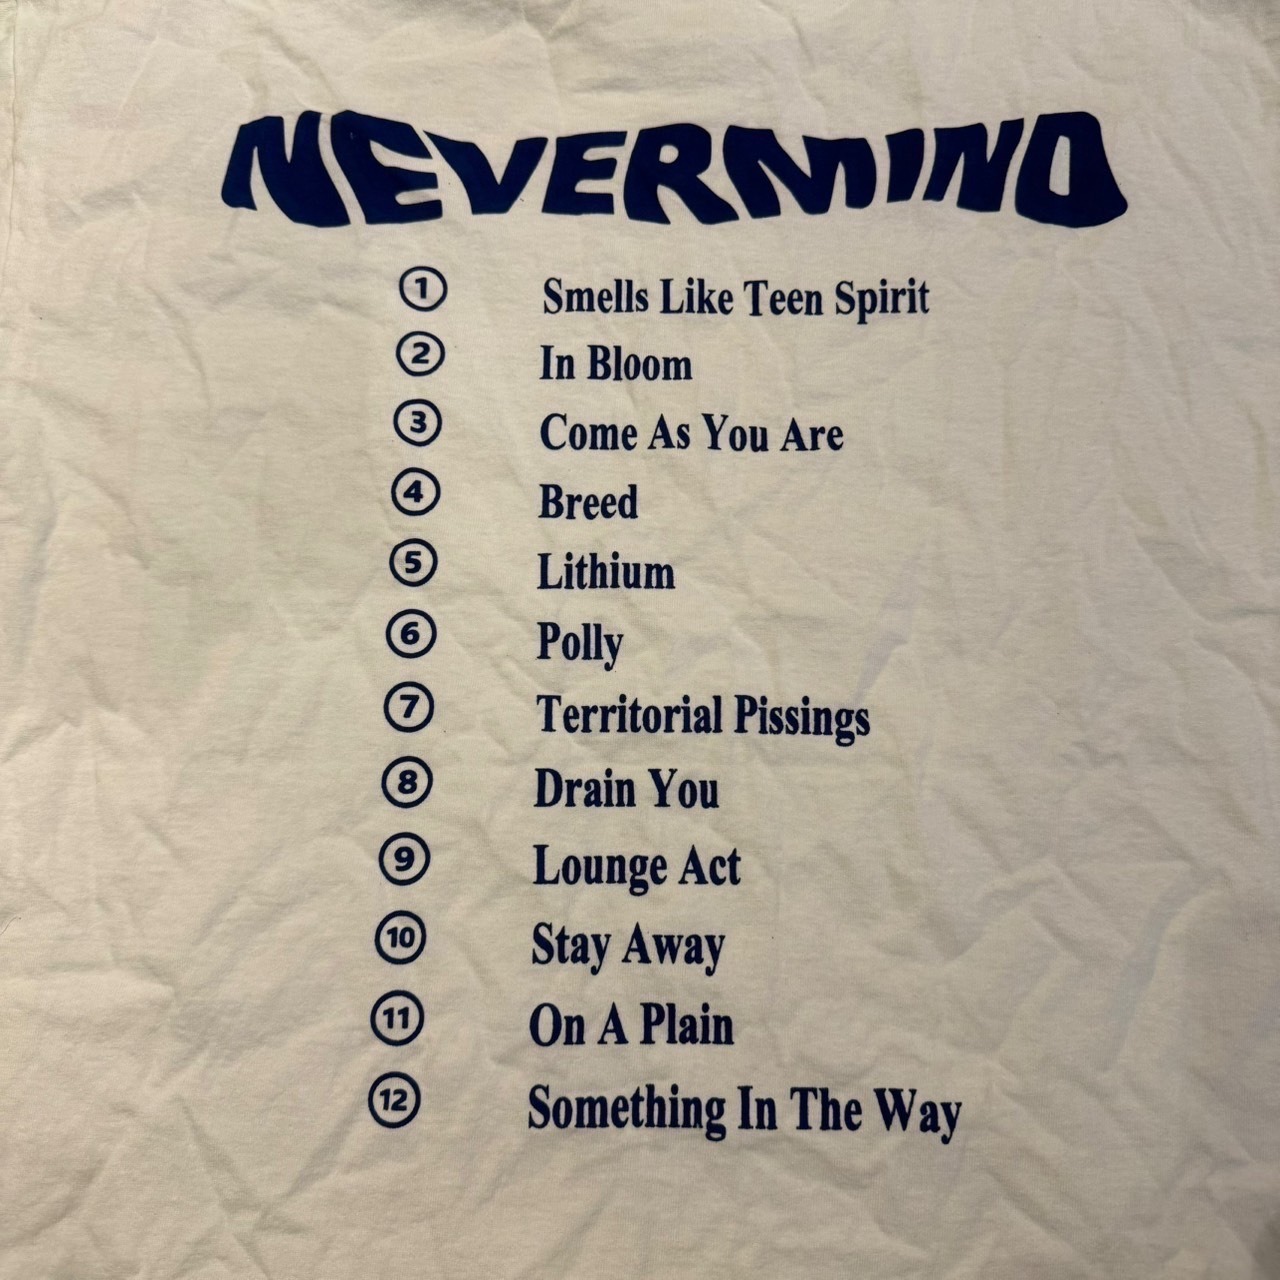 NEVERMIND
1 Smells Like Teen Spirit
2 In Bloom
3 Come As You Are
4 Breed
5 Lithium
6 Polly
7 Territorial Pissings
8 Drain You
9 Lounge Act
10 Stay Away
11 On A Plain
12 Something In The Way